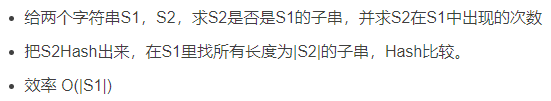 • 给两个字符串S1，S2，求S2是否是S1的子串，并求S2在S1中出现的次数
• 把S2Hash出来，在S1里找所有长度为|S2|的子串，Hash比较。
• 效率 O(|S1|)